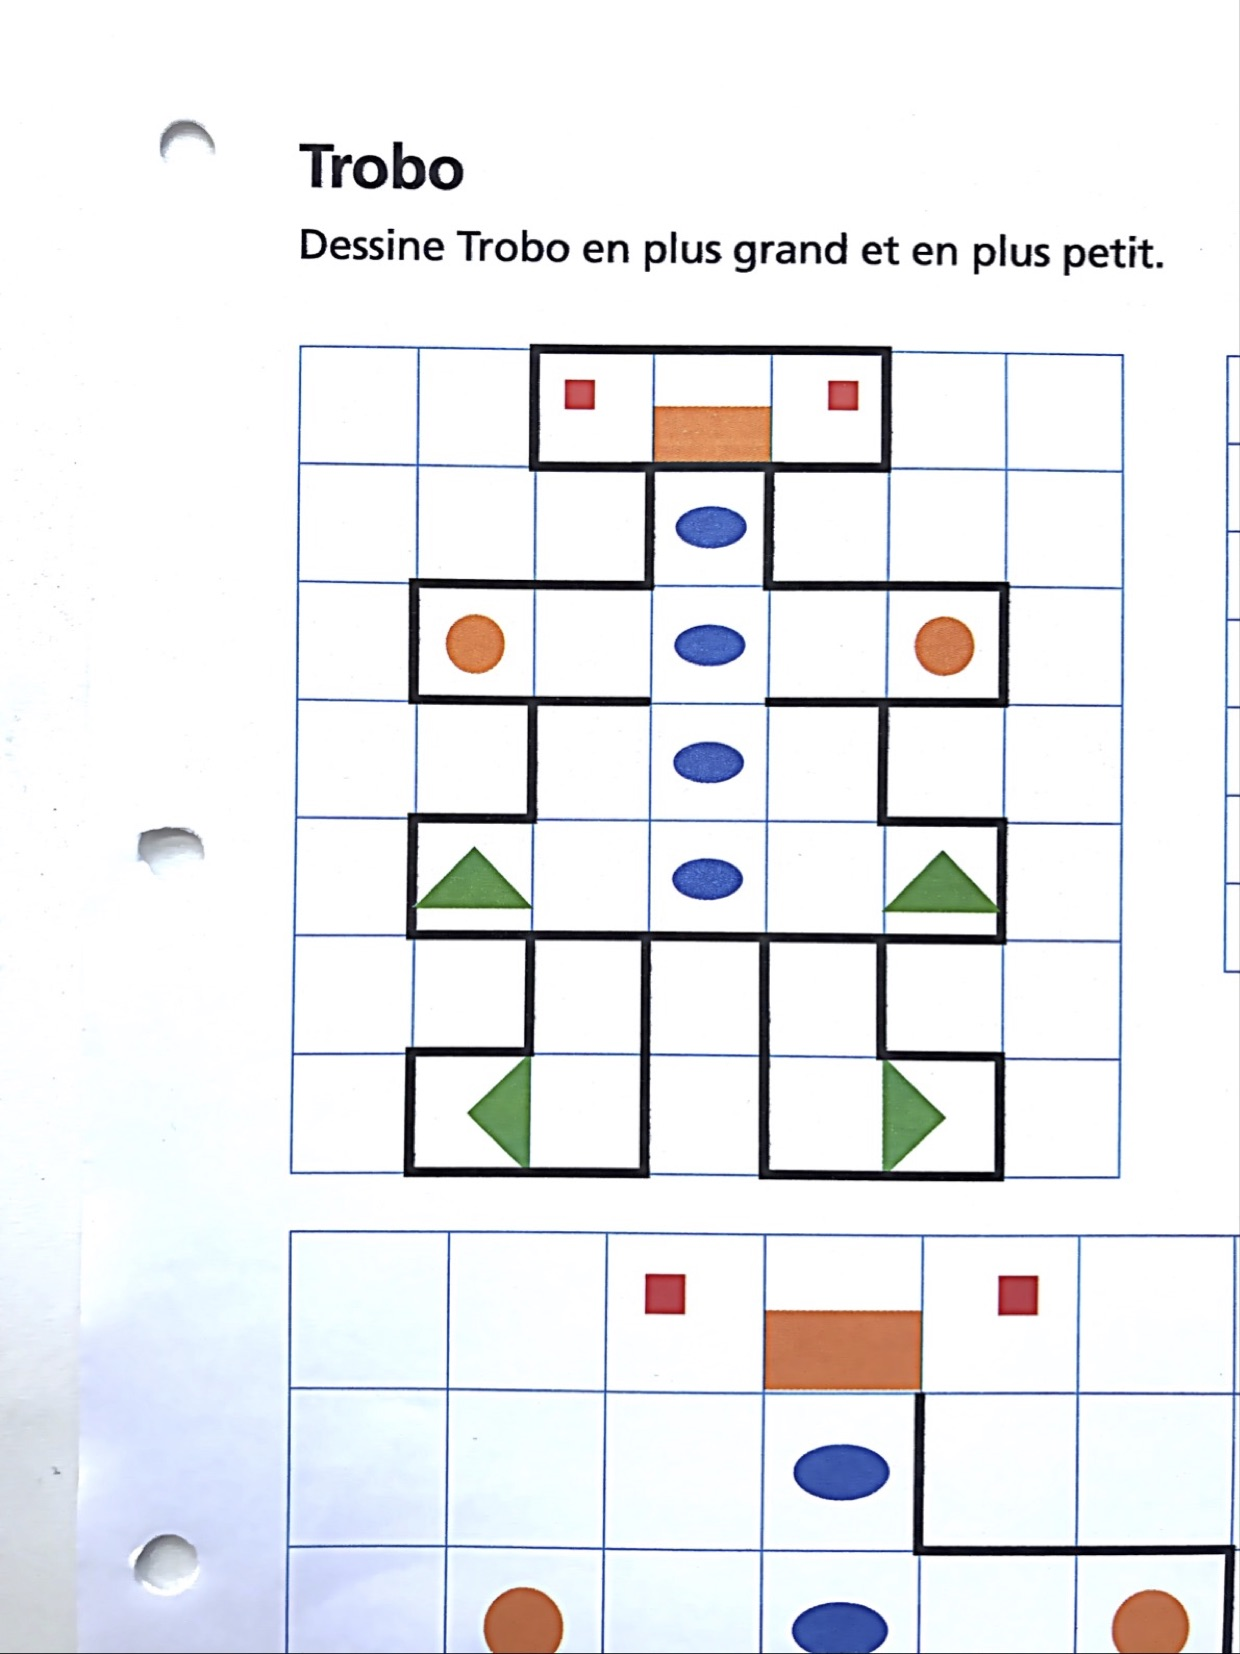 Trobo
Dessine Trobo en plus grand et en plus petit.